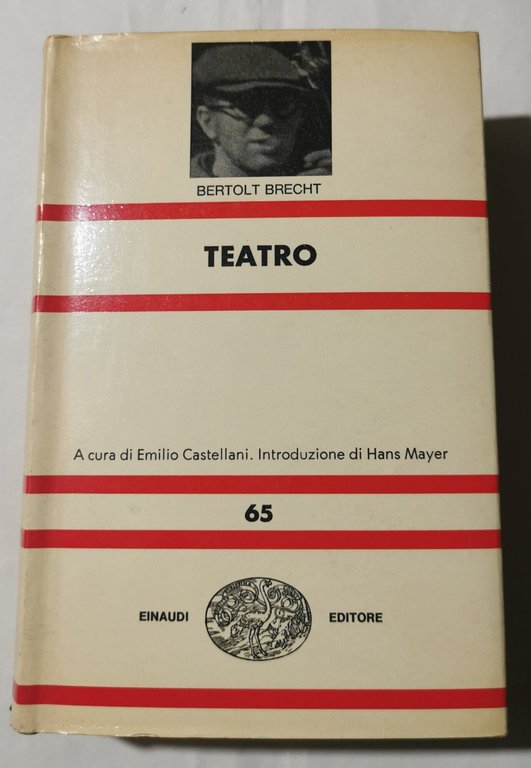 BERTOLT BRECHT
TEATRO
A cura di Emilio Castellani. Introduzione di Hans Mayer
65
EINAUDI EDITORE